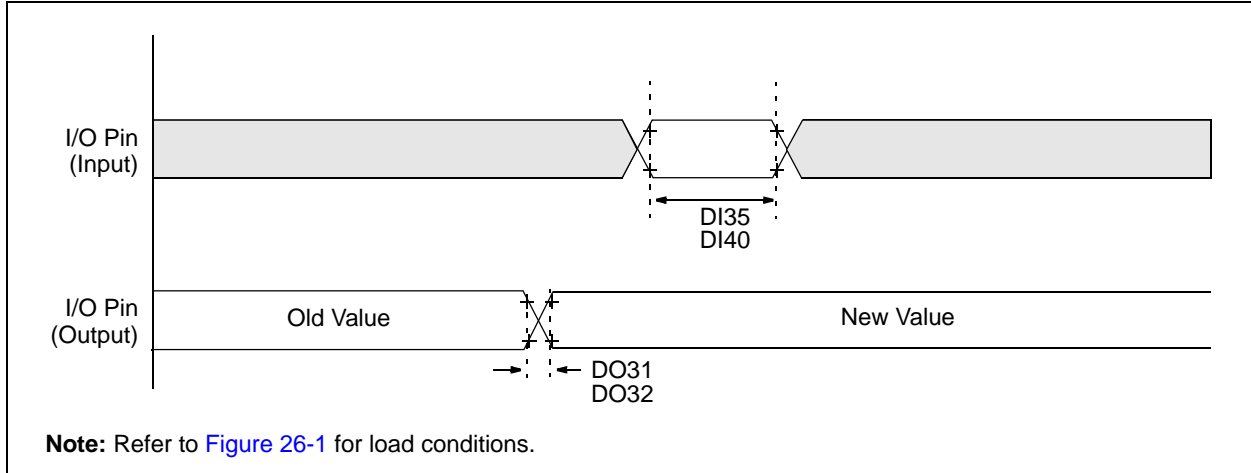 I/O Pin
(Input)
DI35
DI40
I/O Pin
(Output)
Old Value
New Value
DO31
DO32
Note: Refer to Figure 26-1 for load conditions.